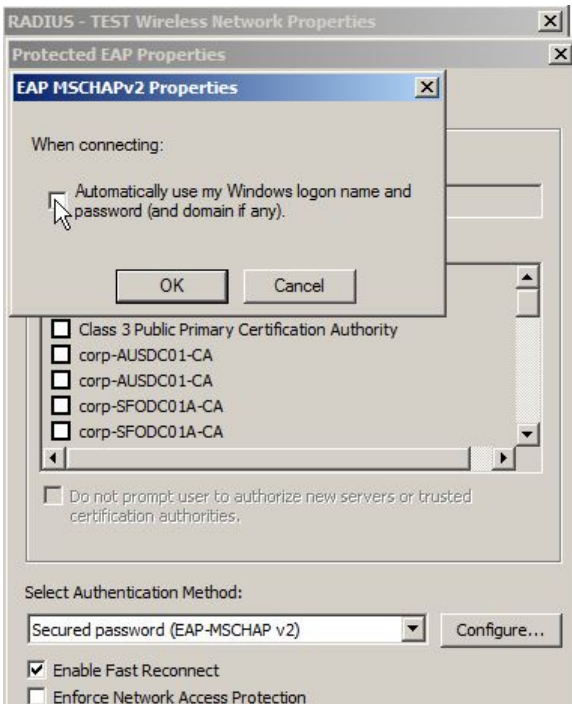 RADIUS - TEST Wireless Network Properties
Protected EAP Properties
EAP MSCHAPv2 Properties
When connecting:
Automatically use my Windows logon name and
password (and domain if any).
OK Cancel
Class 3 Public Primary Certification Authority
corp-AUSDC01-CA
corp-AUSDC01-CA
corp-SFODC01A-CA
corp-SFODC01A-CA
Do not prompt user to authorize new servers or trusted
certification authorities.
Select Authentication Method:
Secured password (EAP-MSCHAP v2) Configure...
Enable Fast Reconnect
Enforce Network Access Protection